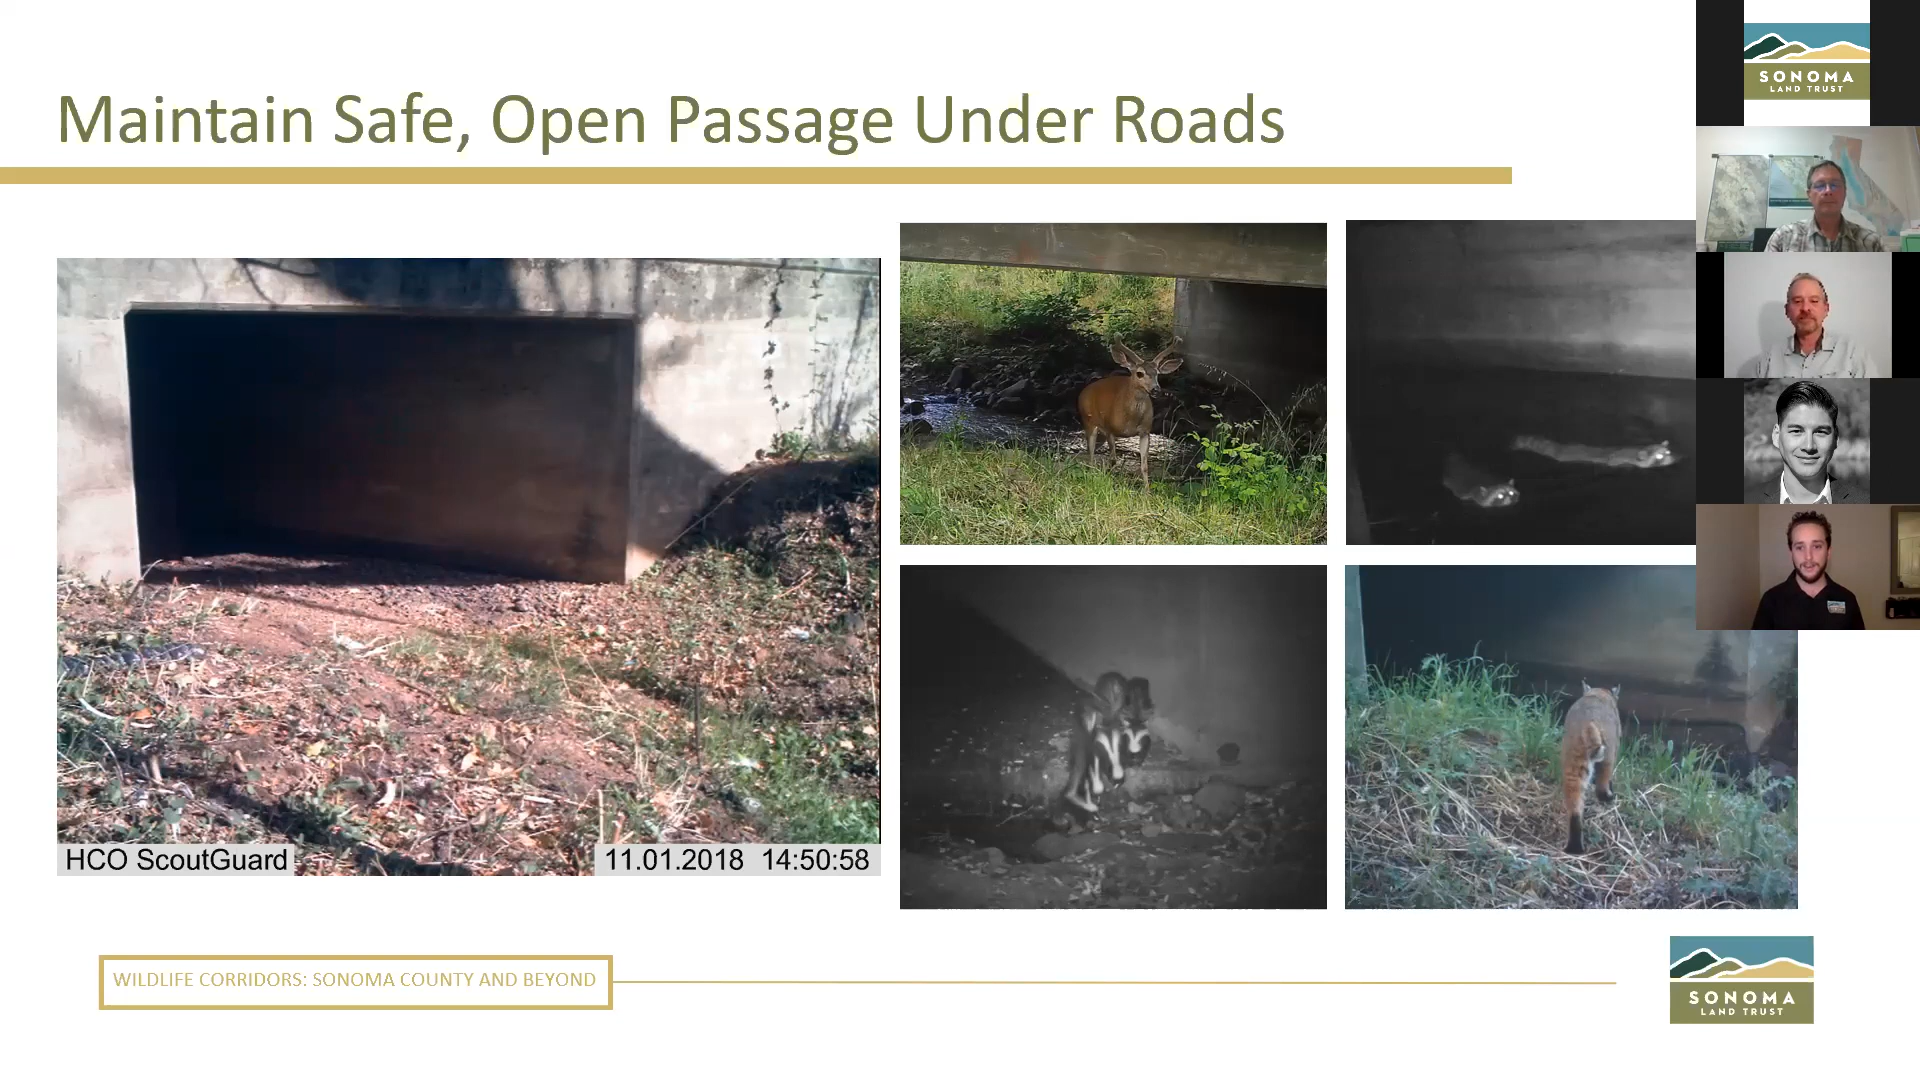 Maintain Safe, Open Passage Under Roads
SONOMA
LAND TRUST
HCO ScoutGuard
11.01.2018 14:50:58
WILDLIFE CORRIDORS: SONOMA COUNTY AND BEYOND
SONOMA
LAND TRUST